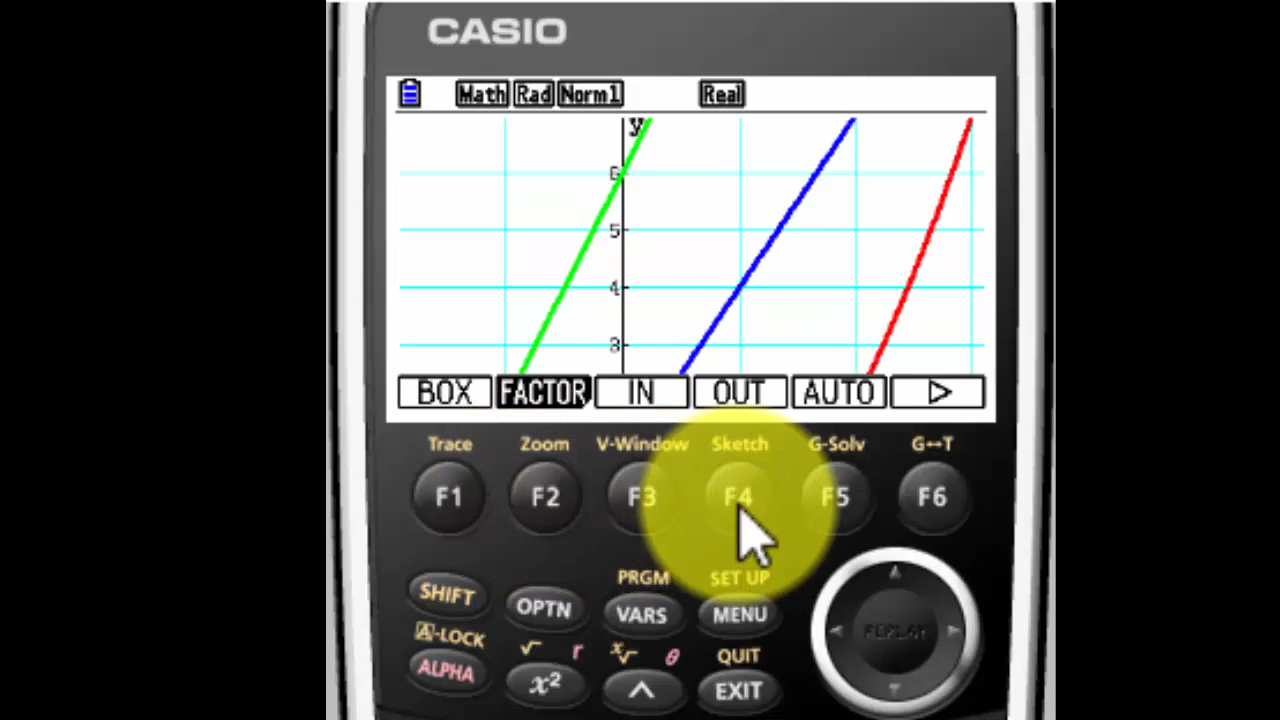 CASIO
Math Rad Norm1 Real
y
6
5
4
3
BOX FACTOR IN OUT AUTO ▷
Trace Zoom V-Window Sketch G-Solv G↔T
F1 F2 F3 F4 F5 F6
PRGM SET UP
SHIFT OPTN VARS MENU
REPLAY
A-LOCK √ r ˣ√ θ QUIT
ALPHA x² ^ EXIT